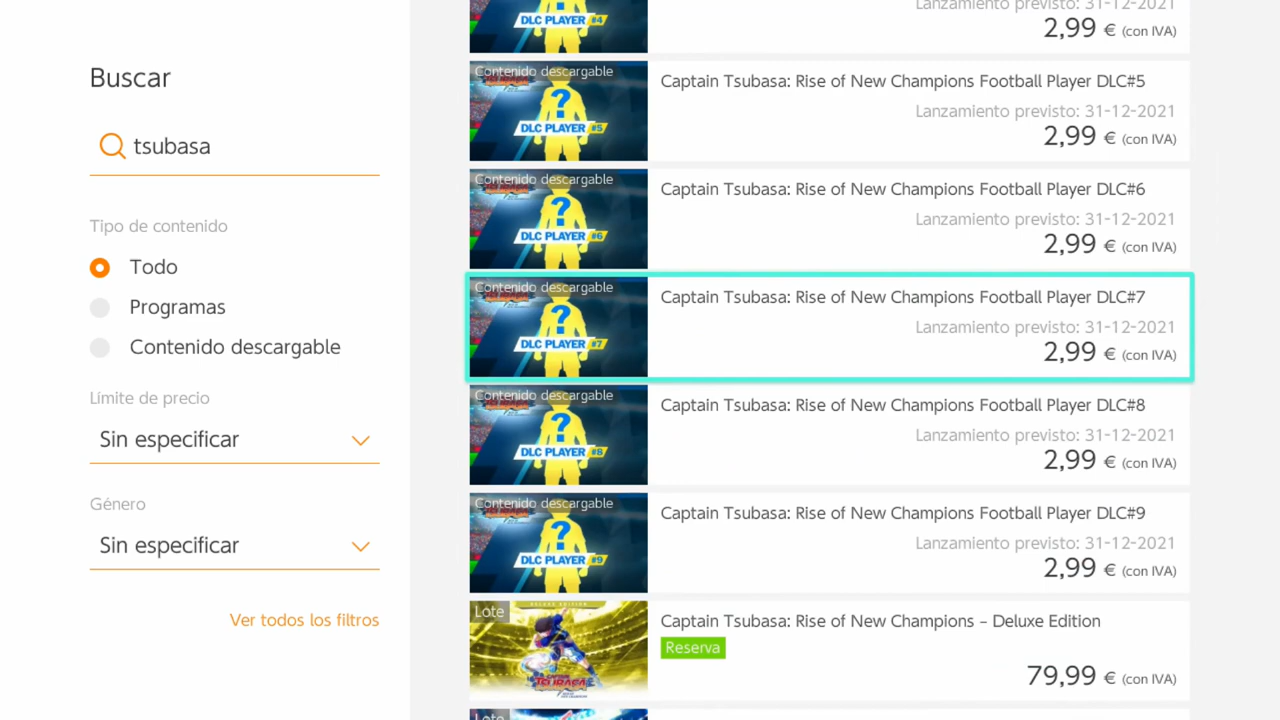 Buscar
tsubasa
Tipo de contenido
Todo
Programas
Contenido descargable
Límite de precio
Sin especificar
Género
Sin especificar
Ver todos los filtros
DLC PLAYER #4
Lanzamiento previsto: 31-12-2021
2,99 € (con IVA)
Contenido descargable
DLC PLAYER #5
Captain Tsubasa: Rise of New Champions Football Player DLC#5
Lanzamiento previsto: 31-12-2021
2,99 € (con IVA)
Contenido descargable
DLC PLAYER #6
Captain Tsubasa: Rise of New Champions Football Player DLC#6
Lanzamiento previsto: 31-12-2021
2,99 € (con IVA)
Contenido descargable
?
DLC PLAYER #7
Captain Tsubasa: Rise of New Champions Football Player DLC#7
Lanzamiento previsto: 31-12-2021
2,99 € (con IVA)
Contenido descargable
?
DLC PLAYER #8
Captain Tsubasa: Rise of New Champions Football Player DLC#8
Lanzamiento previsto: 31-12-2021
2,99 € (con IVA)
Contenido descargable
?
DLC PLAYER #9
Captain Tsubasa: Rise of New Champions Football Player DLC#9
Lanzamiento previsto: 31-12-2021
2,99 € (con IVA)
Lote
DELUXE EDITION
CAPTAIN
TSUBASA
Captain Tsubasa: Rise of New Champions – Deluxe Edition
Reserva
79,99 € (con IVA)
Lote